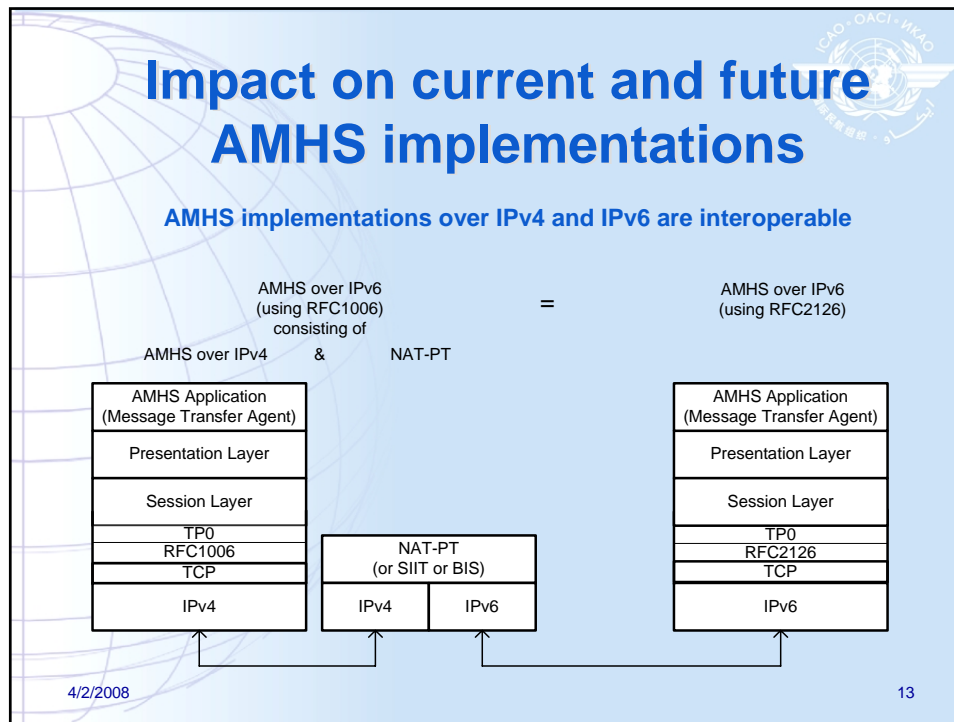 ICAO · OACI · ИКАО
Impact on current and future
AMHS implementations
AMHS implementations over IPv4 and IPv6 are interoperable
AMHS over IPv6
(using RFC1006)
consisting of
=
AMHS over IPv6
(using RFC2126)
AMHS over IPv4 & NAT-PT
AMHS Application
(Message Transfer Agent)
Presentation Layer
Session Layer
TP0
RFC1006
TCP
IPv4
NAT-PT
(or SIIT or BIS)
IPv4
IPv6
AMHS Application
(Message Transfer Agent)
Presentation Layer
Session Layer
TP0
RFC2126
TCP
IPv6
4/2/2008
13